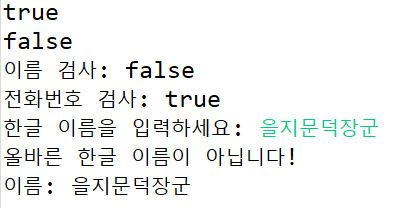 true
false
이름 검사: false
전화번호 검사: true
한글 이름을 입력하세요: 을지문덕장군
올바른 한글 이름이 아닙니다!
이름: 을지문덕장군